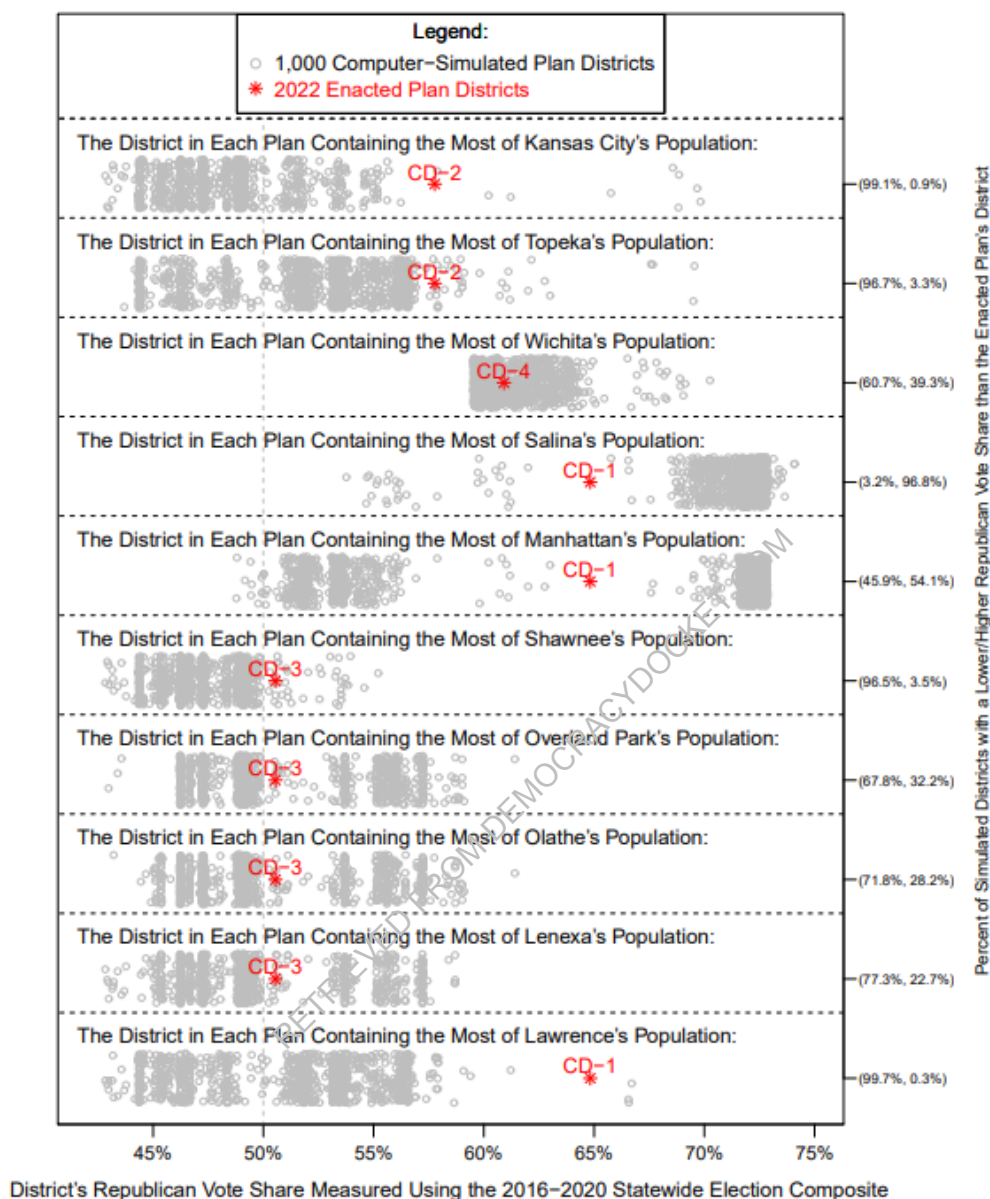 Legend:
1,000 Computer−Simulated Plan Districts
2022 Enacted Plan Districts
The District in Each Plan Containing the Most of Kansas City's Population:
CD−2
(99.1%, 0.9%)
The District in Each Plan Containing the Most of Topeka's Population:
CD−2
(96.7%, 3.3%)
The District in Each Plan Containing the Most of Wichita's Population:
CD−4
(60.7%, 39.3%)
The District in Each Plan Containing the Most of Salina's Population:
CD−1
(3.2%, 96.8%)
The District in Each Plan Containing the Most of Manhattan's Population:
CD−1
(45.9%, 54.1%)
The District in Each Plan Containing the Most of Shawnee's Population:
CD−3
(96.5%, 3.5%)
The District in Each Plan Containing the Most of Overland Park's Population:
CD−3
(67.8%, 32.2%)
The District in Each Plan Containing the Most of Olathe's Population:
CD−3
(71.8%, 28.2%)
The District in Each Plan Containing the Most of Lenexa's Population:
CD−3
(77.3%, 22.7%)
The District in Each Plan Containing the Most of Lawrence's Population:
CD−1
(99.7%, 0.3%)
45% 50% 55% 60% 65% 70% 75%
District's Republican Vote Share Measured Using the 2016−2020 Statewide Election Composite
Percent of Simulated Districts with a Lower/Higher Republican Vote Share than the Enacted Plan's District
RETRIEVED FROM DEMOCRACYDOCKET.COM